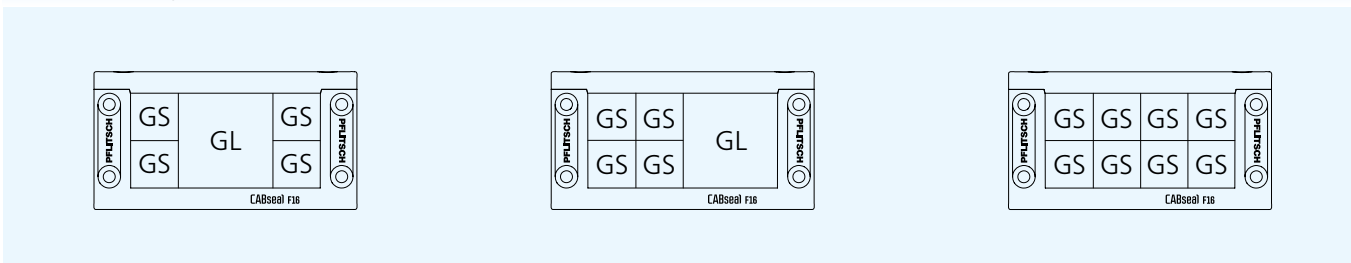 PFLITSCH GS GL GS PFLITSCH
GS GS
CABseal F16
PFLITSCH GS GS GL PFLITSCH
GS GS
CABseal F16
PFLITSCH GS GS GS GS PFLITSCH
GS GS GS GS
CABseal F16